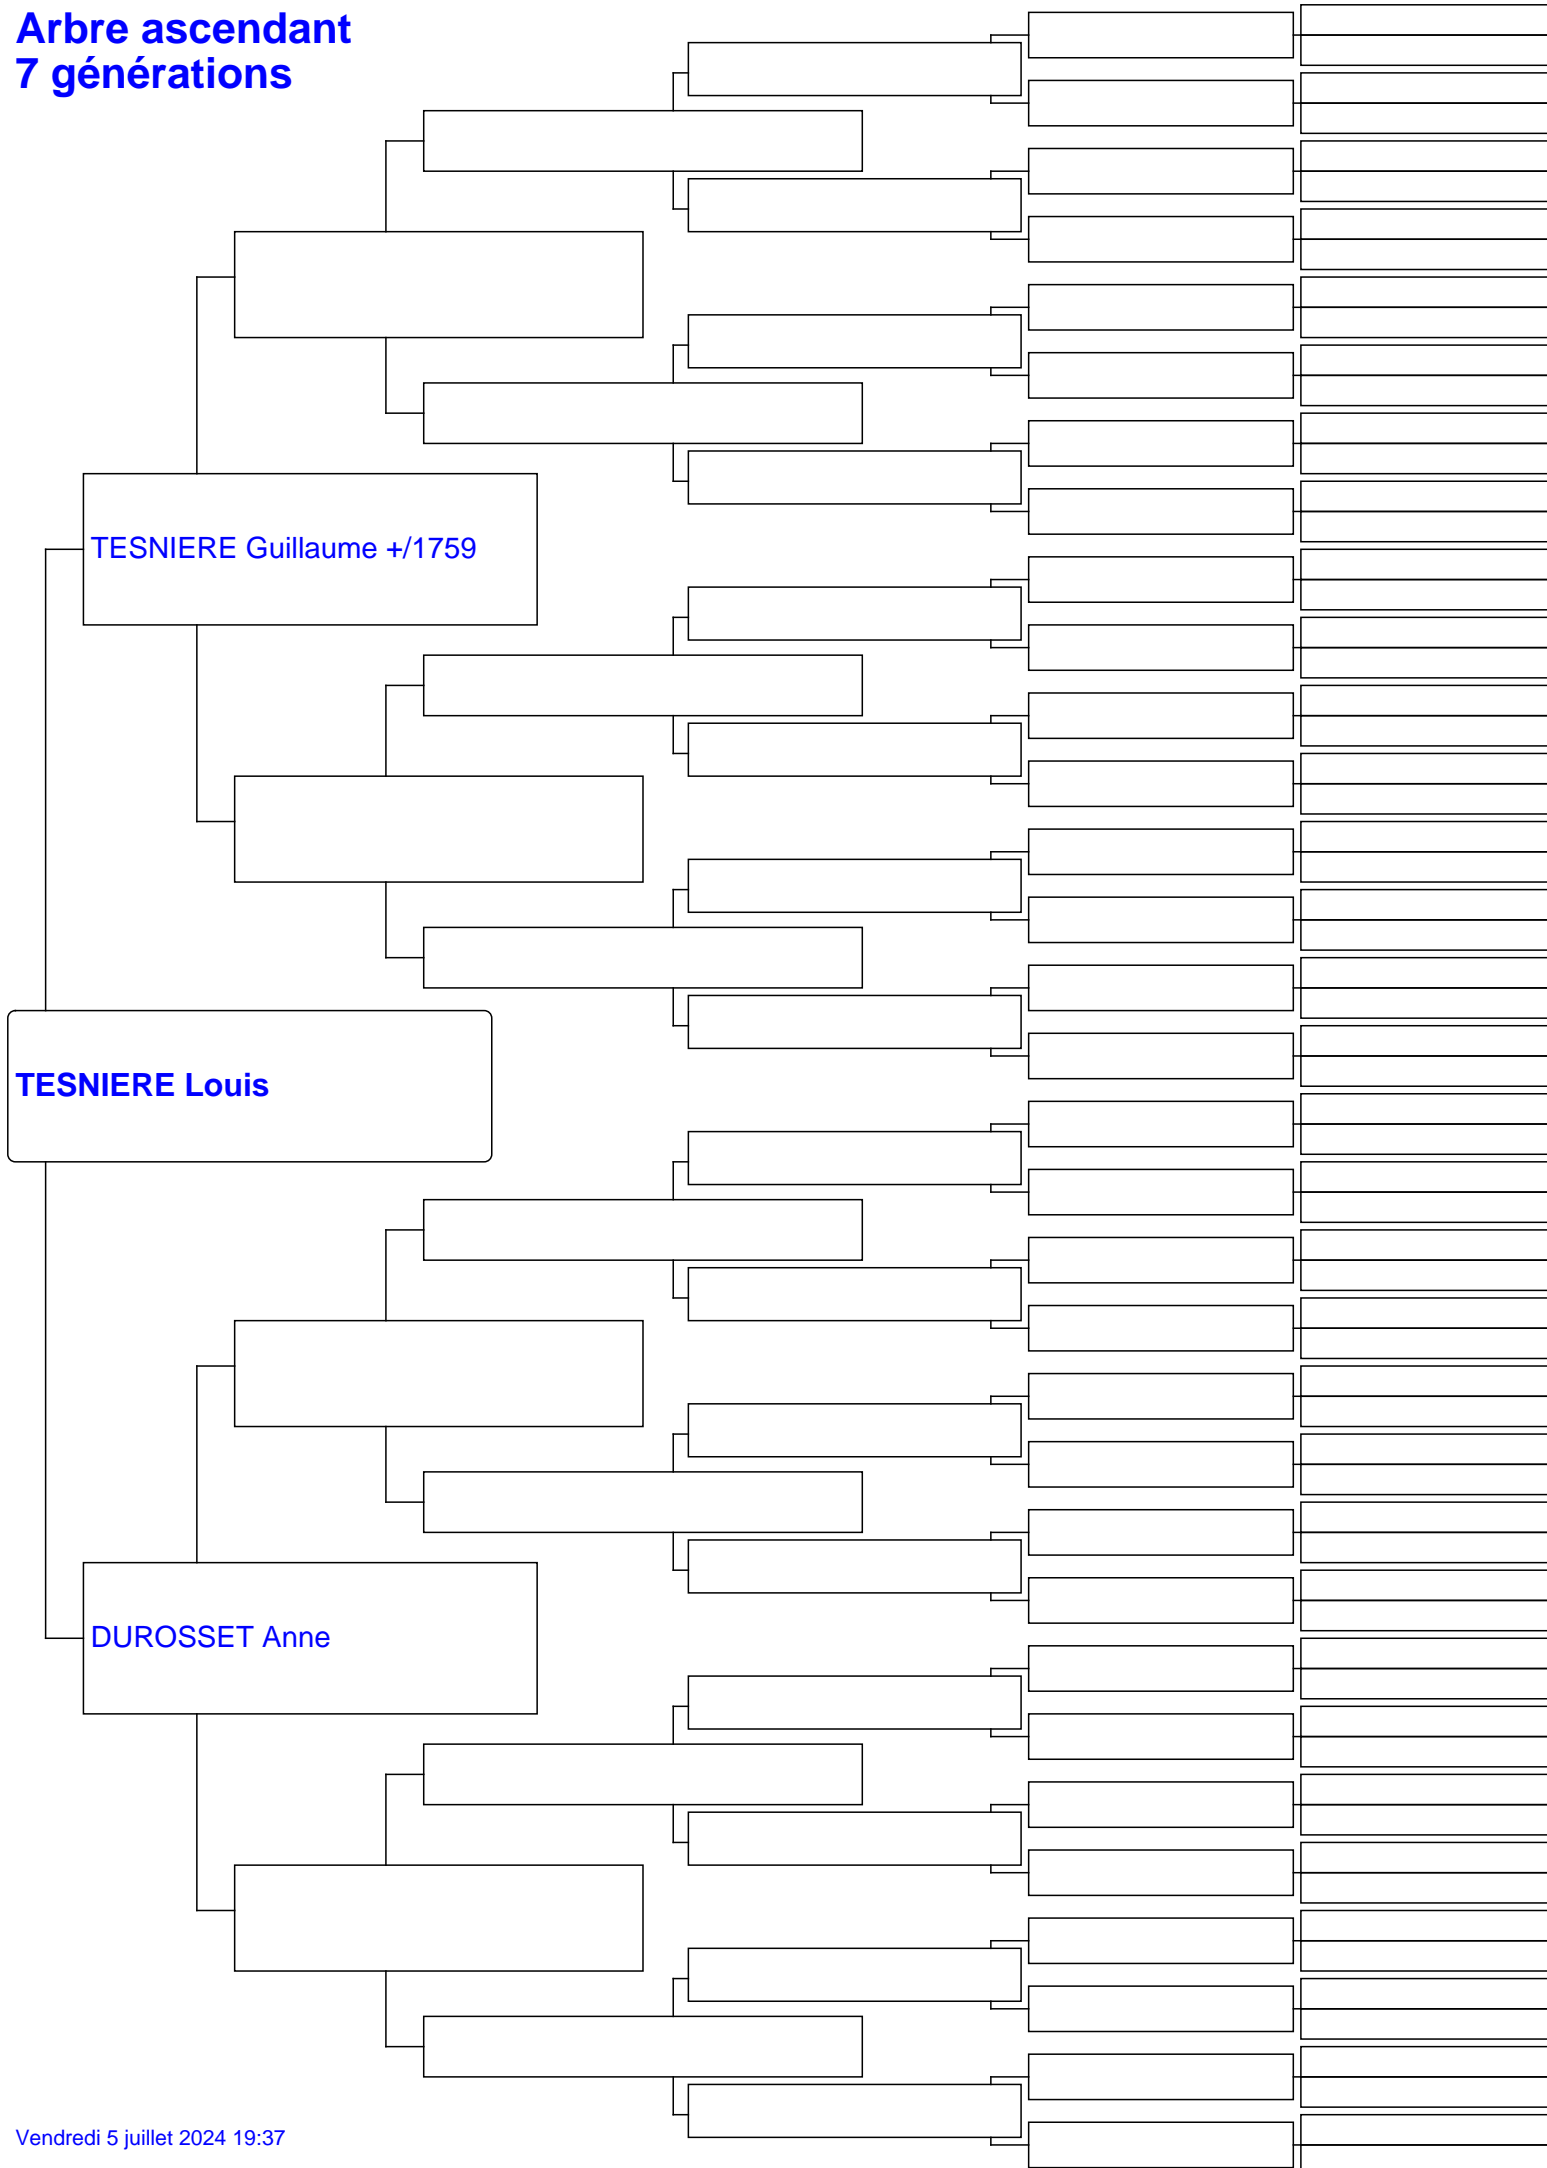 Arbre ascendant
7 générations
TESNIERE Guillaume +/1759
TESNIERE Louis
DUROSSET Anne
Vendredi 5 juillet 2024 19:37